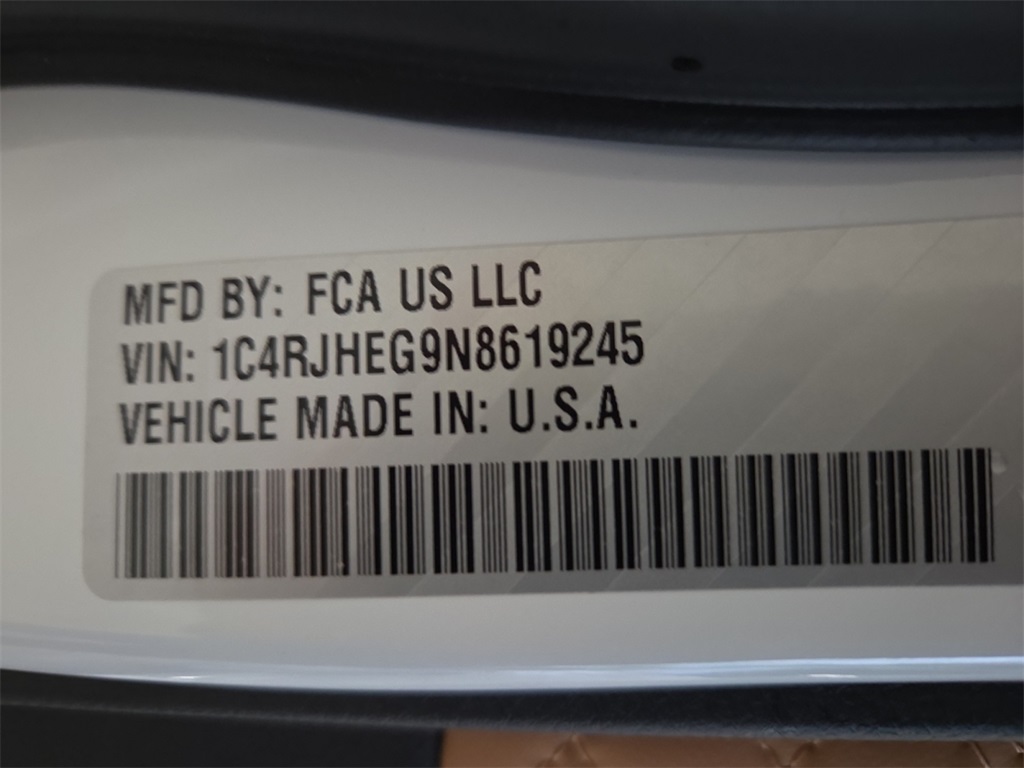 MFD BY: FCA US LLC
VIN: 1C4RJHEG9N8619245
VEHICLE MADE IN: U.S.A.